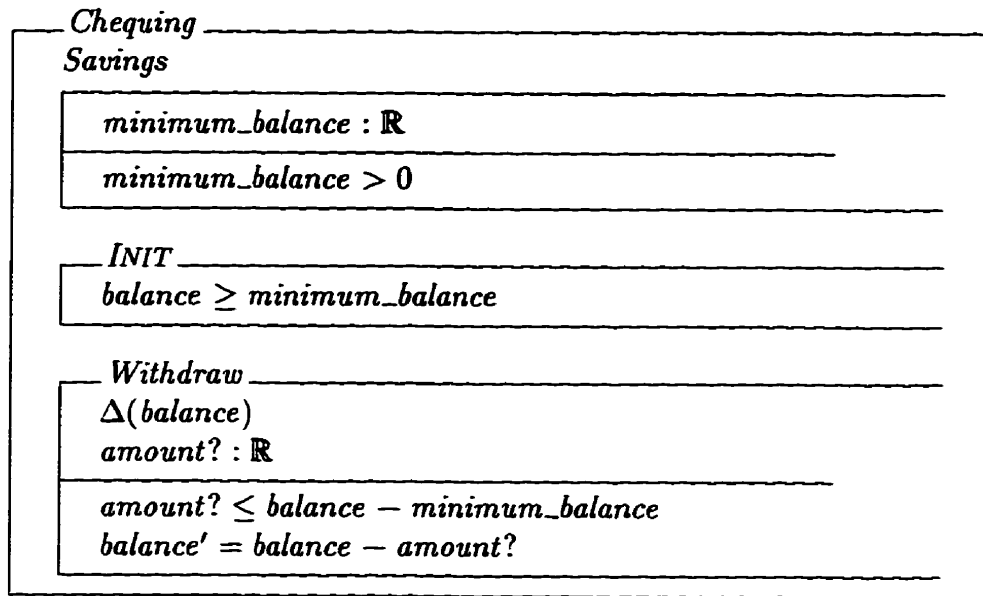 Chequing
Savings
minimum_balance : ℝ
minimum_balance > 0
INIT
balance ≥ minimum_balance
Withdraw
Δ(balance)
amount? : ℝ
amount? ≤ balance − minimum_balance
balance′ = balance − amount?